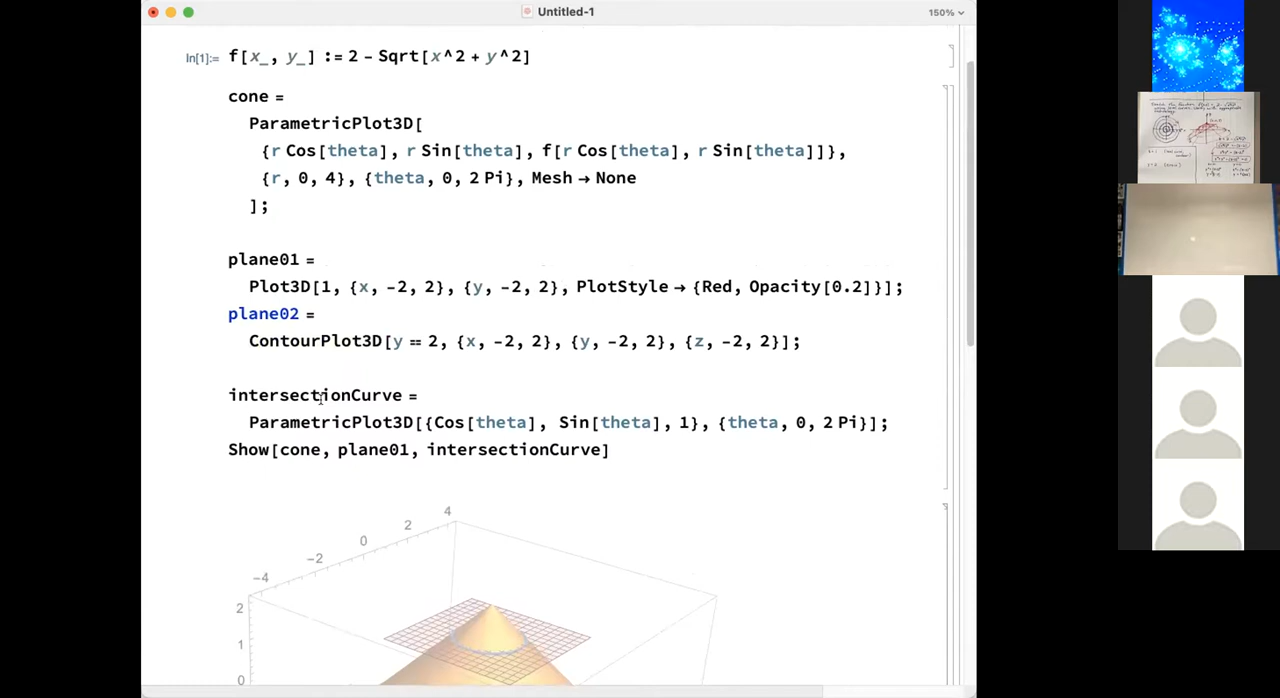 Untitled-1
150%
In[1]:= f[x_, y_] := 2 - Sqrt[x^2 + y^2]
cone =
ParametricPlot3D[
{r Cos[theta], r Sin[theta], f[r Cos[theta], r Sin[theta]]},
{r, 0, 4}, {theta, 0, 2 Pi}, Mesh → None
];
plane01 =
Plot3D[1, {x, -2, 2}, {y, -2, 2}, PlotStyle → {Red, Opacity[0.2]}];
plane02 =
ContourPlot3D[y == 2, {x, -2, 2}, {y, -2, 2}, {z, -2, 2}];
intersectionCurve =
ParametricPlot3D[{Cos[theta], Sin[theta], 1}, {theta, 0, 2 Pi}];
Show[cone, plane01, intersectionCurve]
4
2
0
-2
-4
2
1
0